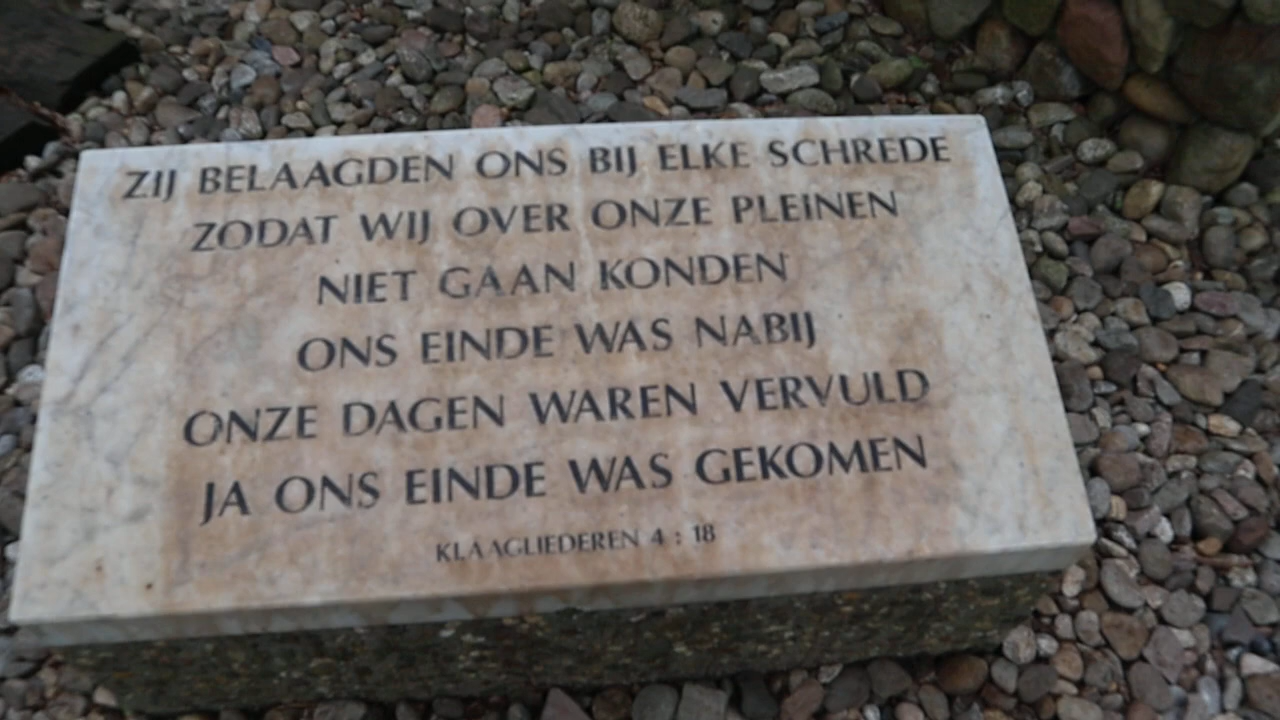 ZIJ BELAAGDEN ONS BIJ ELKE SCHREDE
ZODAT WIJ OVER ONZE PLEINEN
NIET GAAN KONDEN
ONS EINDE WAS NABIJ
ONZE DAGEN WAREN VERVULD
JA ONS EINDE WAS GEKOMEN
KLAAGLIEDEREN 4 : 18